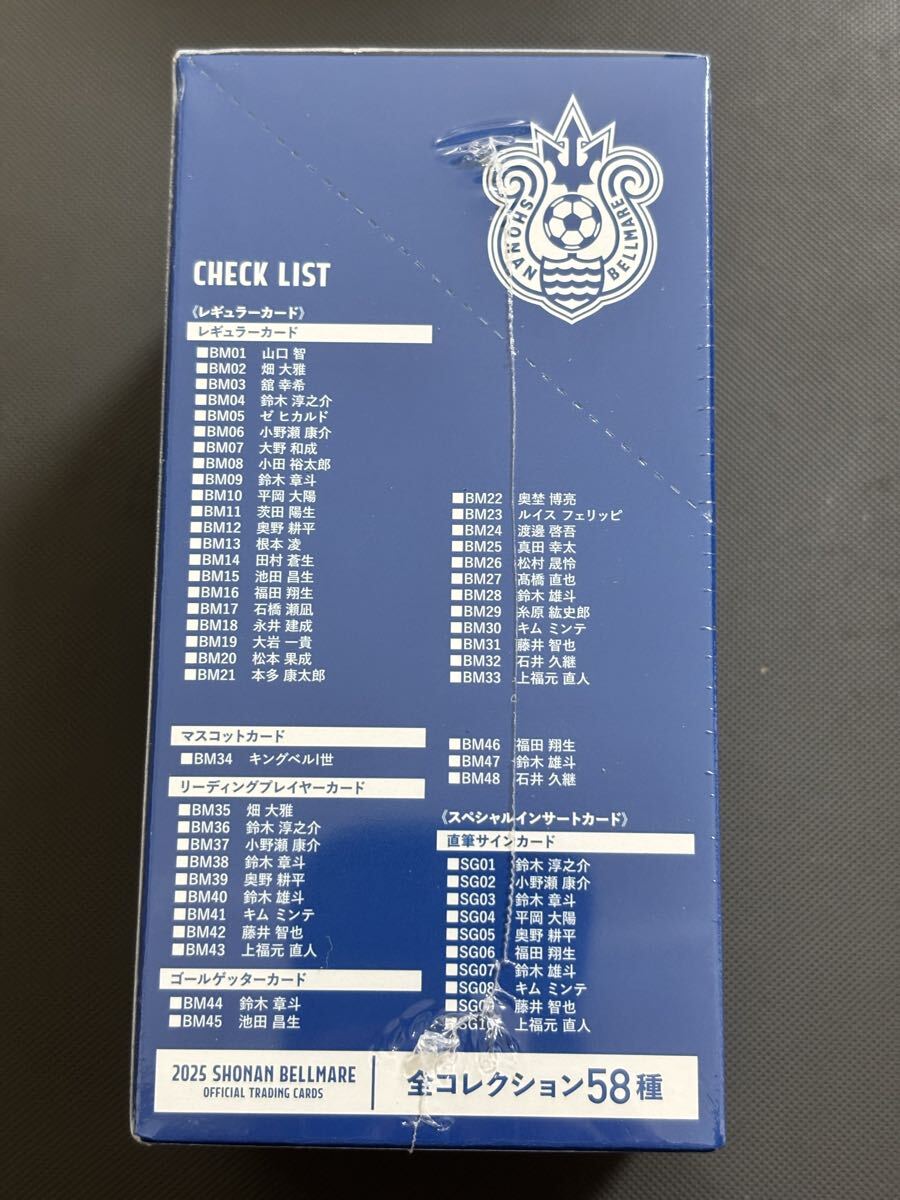 SHONAN BELLMARE
CHECK LIST
《レギュラーカード》
レギュラーカード
■BM01 山口 智
■BM02 畑 大雅
■BM03 舘 幸希
■BM04 鈴木 淳之介
■BM05 ゼ ヒカルド
■BM06 小野瀬 康介
■BM07 大野 和成
■BM08 小田 裕太郎
■BM09 鈴木 章斗
■BM10 平岡 大陽
■BM11 茨田 陽生
■BM12 奥野 耕平
■BM13 根本 凌
■BM14 田村 蒼生
■BM15 池田 昌生
■BM16 福田 翔生
■BM17 石橋 瀬凪
■BM18 永井 建成
■BM19 大岩 一貴
■BM20 松本 果成
■BM21 本多 康太郎
■BM22 奥埜 博亮
■BM23 ルイス フェリッピ
■BM24 渡邊 啓吾
■BM25 真田 幸太
■BM26 松村 晟怜
■BM27 髙橋 直也
■BM28 鈴木 雄斗
■BM29 糸原 紘史郎
■BM30 キム ミンテ
■BM31 藤井 智也
■BM32 石井 久継
■BM33 上福元 直人
マスコットカード
■BM34 キングベルI世
リーディングプレイヤーカード
■BM35 畑 大雅
■BM36 鈴木 淳之介
■BM37 小野瀬 康介
■BM38 鈴木 章斗
■BM39 奥野 耕平
■BM40 鈴木 雄斗
■BM41 キム ミンテ
■BM42 藤井 智也
■BM43 上福元 直人
ゴールゲッターカード
■BM44 鈴木 章斗
■BM45 池田 昌生
■BM46 福田 翔生
■BM47 鈴木 雄斗
■BM48 石井 久継
《スペシャルインサートカード》
直筆サインカード
■SG01 鈴木 淳之介
■SG02 小野瀬 康介
■SG03 鈴木 章斗
■SG04 平岡 大陽
■SG05 奥野 耕平
■SG06 福田 翔生
■SG07 鈴木 雄斗
■SG08 キム ミンテ
■SG09 藤井 智也
■SG10 上福元 直人
2025 SHONAN BELLMARE
OFFICIAL TRADING CARDS
全コレクション58種